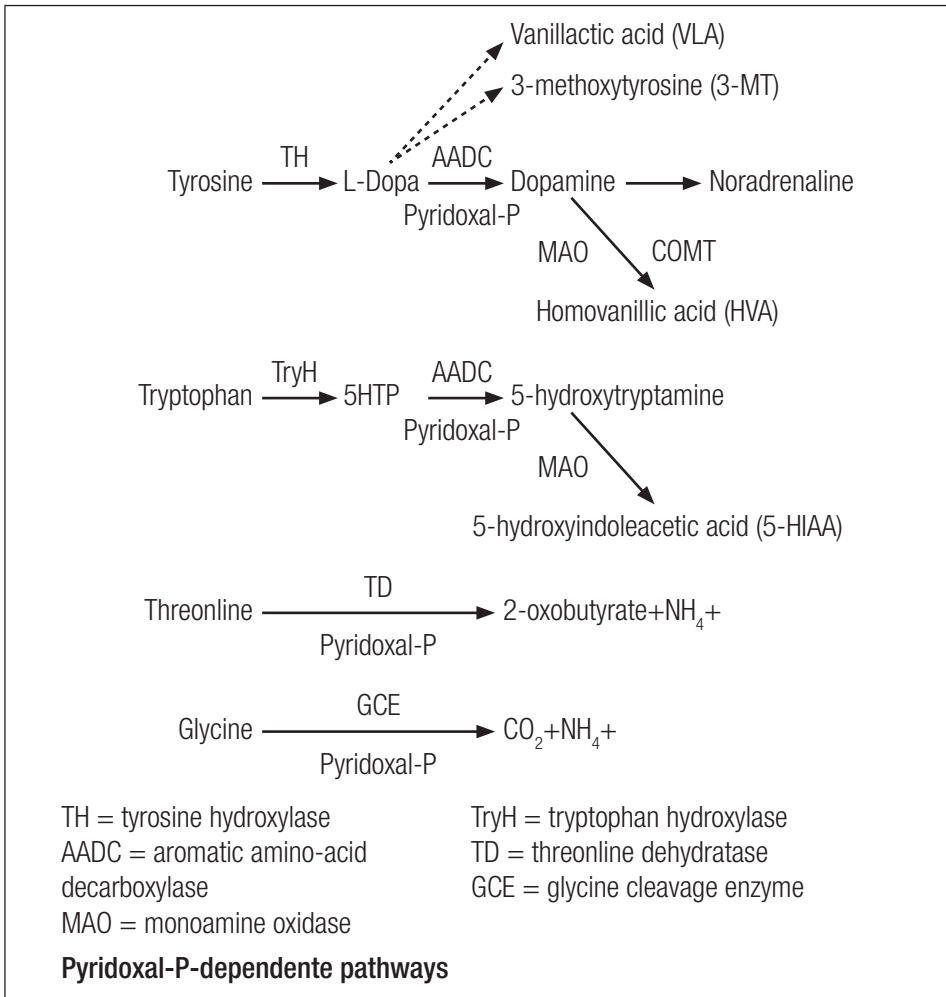 Vanillactic acid (VLA)
3-methoxytyrosine (3-MT)
TH AADC
Tyrosine L-Dopa Dopamine Noradrenaline
Pyridoxal-P
MAO COMT
Homovanillic acid (HVA)
TryH AADC
Tryptophan 5HTP 5-hydroxytryptamine
Pyridoxal-P
MAO
5-hydroxyindoleacetic acid (5-HIAA)
TD
Threonline 2-oxobutyrate+NH4+
Pyridoxal-P
GCE
Glycine CO2+NH4+
Pyridoxal-P
TH = tyrosine hydroxylase
AADC = aromatic amino-acid
decarboxylase
MAO = monoamine oxidase
TryH = tryptophan hydroxylase
TD = threonline dehydratase
GCE = glycine cleavage enzyme
Pyridoxal-P-dependente pathways